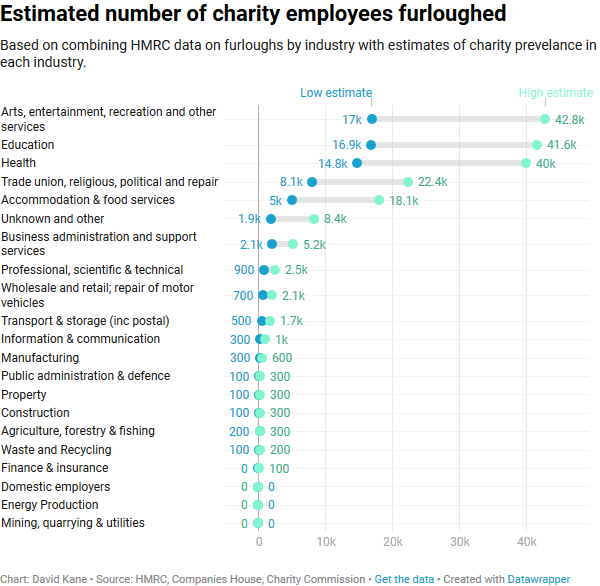 Estimated number of charity employees furloughed
Based on combining HMRC data on furloughs by industry with estimates of charity prevelance in
each industry.
Low estimate High estimate
Arts, entertainment, recreation and other
services
17k 42.8k
Education 16.9k 41.6k
Health 14.8k 40k
Trade union, religious, political and repair 8.1k 22.4k
Accommodation & food services 5k 18.1k
Unknown and other 1.9k 8.4k
Business administration and support
services
2.1k 5.2k
Professional, scientific & technical 900 2.5k
Wholesale and retail; repair of motor
vehicles
700 2.1k
Transport & storage (inc postal) 500 1.7k
Information & communication 300 1k
Manufacturing 300 600
Public administration & defence 100 300
Property 100 300
Construction 100 300
Agriculture, forestry & fishing 200 300
Waste and Recycling 100 200
Finance & insurance 0 100
Domestic employers 0 0
Energy Production 0 0
Mining, quarrying & utilities 0 0
0 10k 20k 30k 40k
Chart: David Kane • Source: HMRC, Companies House, Charity Commission • Get the data • Created with Datawrapper